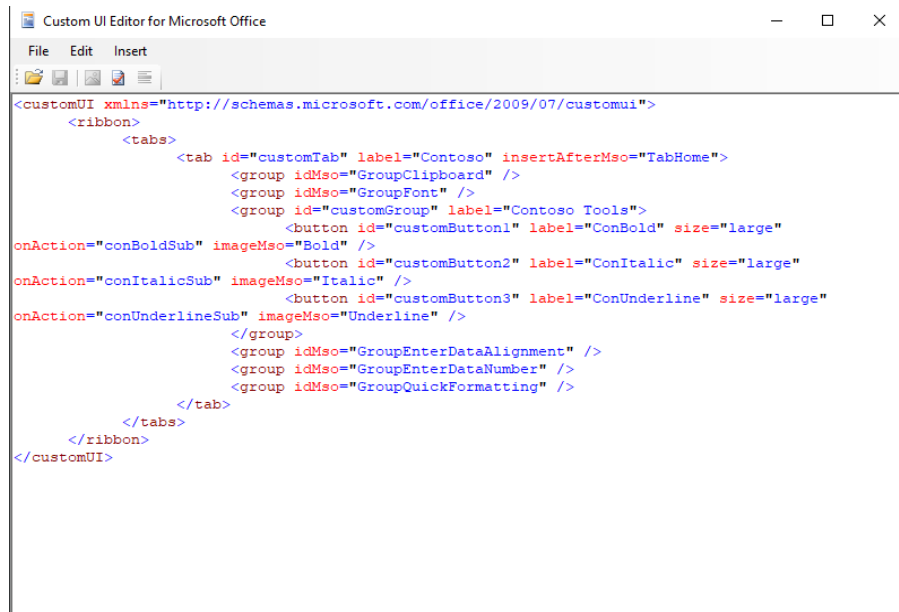 Custom UI Editor for Microsoft Office
File Edit Insert
<customUI xmlns="http://schemas.microsoft.com/office/2009/07/customui">
<ribbon>
<tabs>
<tab id="customTab" label="Contoso" insertAfterMso="TabHome">
<group idMso="GroupClipboard" />
<group idMso="GroupFont" />
<group id="customGroup" label="Contoso Tools">
<button id="customButton1" label="ConBold" size="large"
onAction="conBoldSub" imageMso="Bold" />
<button id="customButton2" label="ConItalic" size="large"
onAction="conItalicSub" imageMso="Italic" />
<button id="customButton3" label="ConUnderline" size="large"
onAction="conUnderlineSub" imageMso="Underline" />
</group>
<group idMso="GroupEnterDataAlignment" />
<group idMso="GroupEnterDataNumber" />
<group idMso="GroupQuickFormatting" />
</tab>
</tabs>
</ribbon>
</customUI>